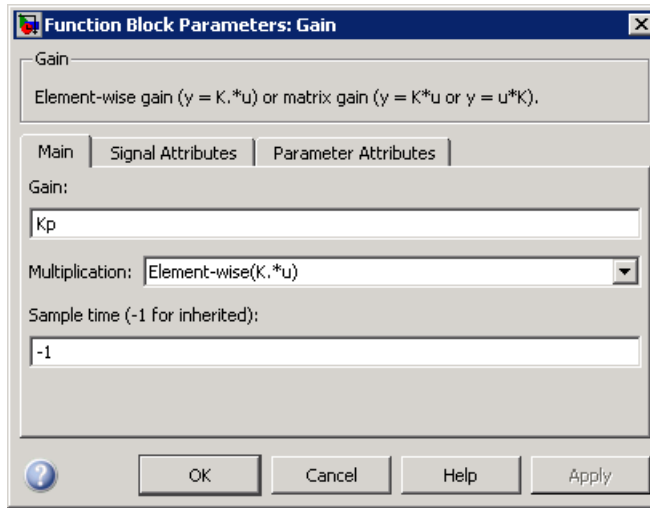 Function Block Parameters: Gain
Gain
Element-wise gain (y = K.*u) or matrix gain (y = K*u or y = u*K).
Main Signal Attributes Parameter Attributes
Gain:
Kp
Multiplication: Element-wise(K.*u)
Sample time (-1 for inherited):
-1
OK Cancel Help Apply